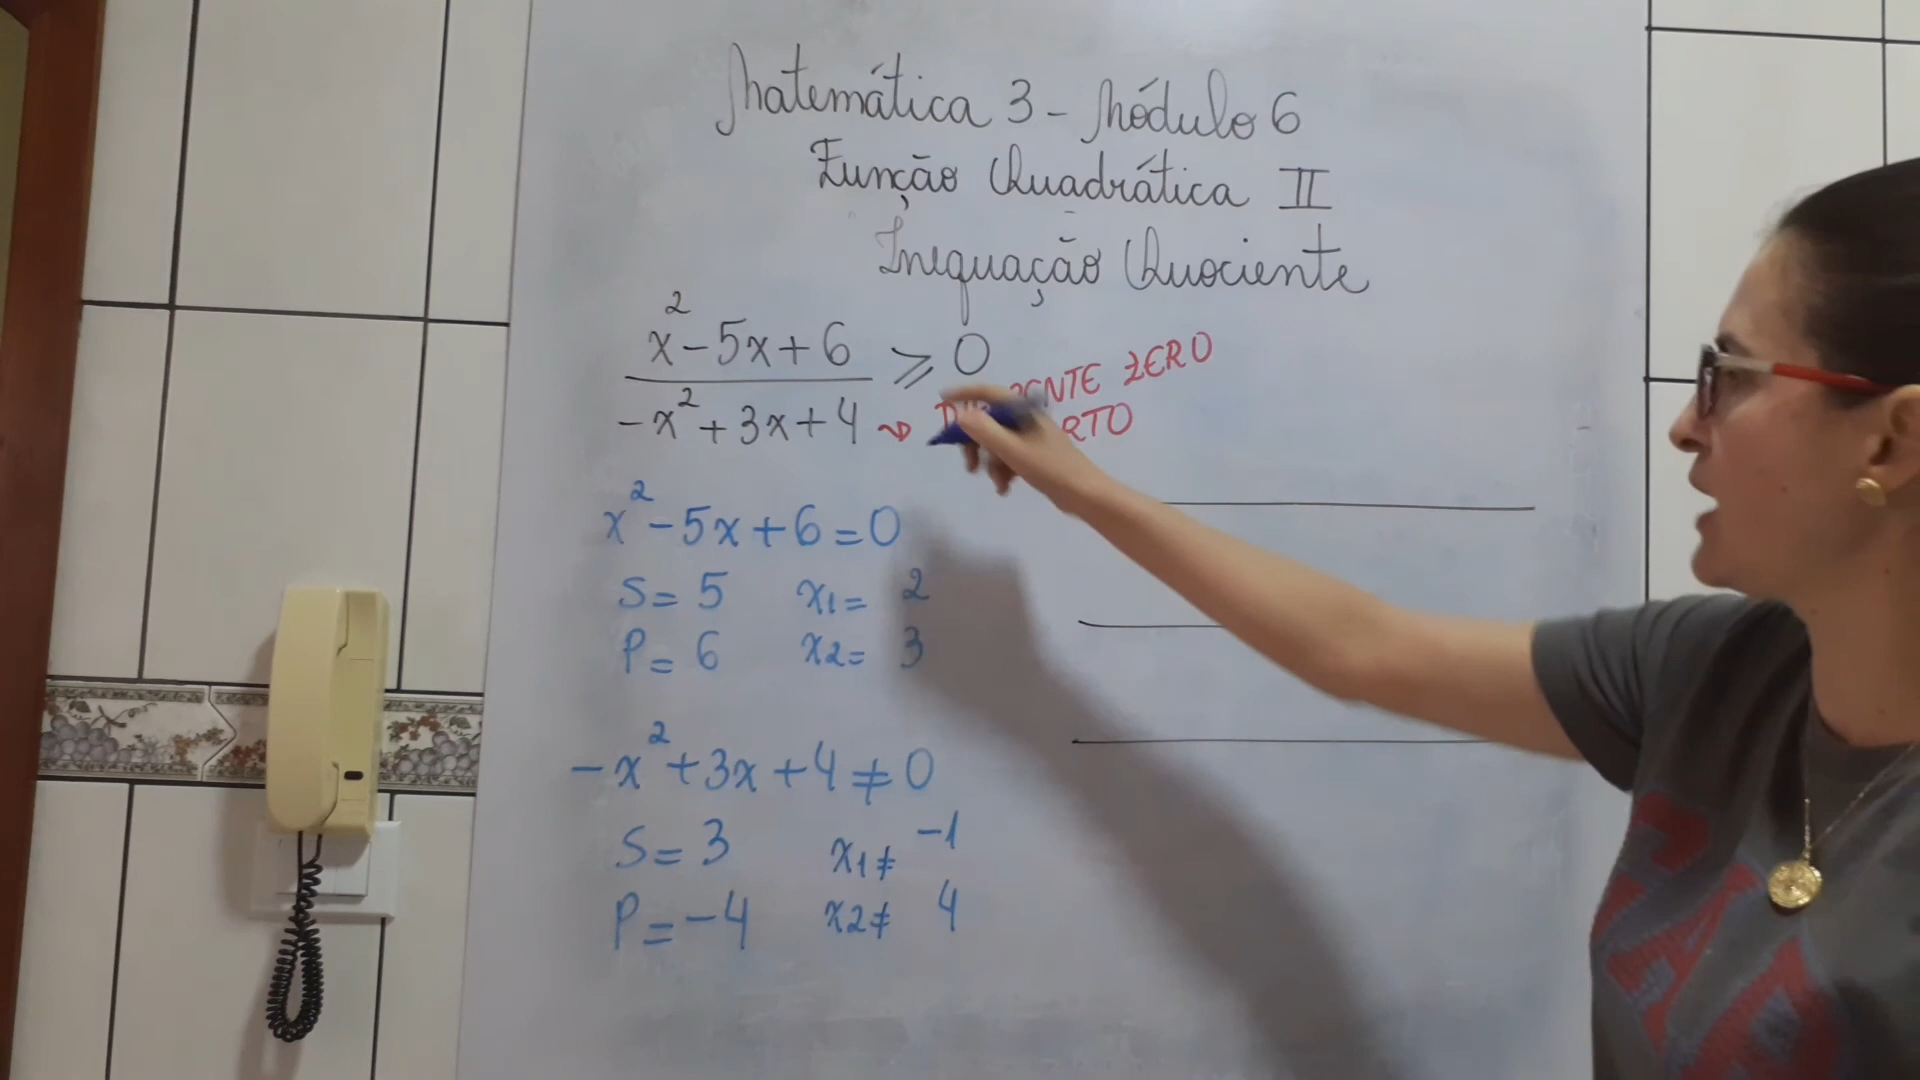 Matemática 3 - Módulo 6
Função Quadrática II
Inequação Quociente
x² - 5x + 6 ≥ 0
-x² + 3x + 4 ZERO
x² - 5x + 6 = 0
S = 5 x1 = 2
P = 6 x2 = 3
-x² + 3x + 4 ≠ 0
S = 3 x1 ≠ -1
P = -4 x2 ≠ 4